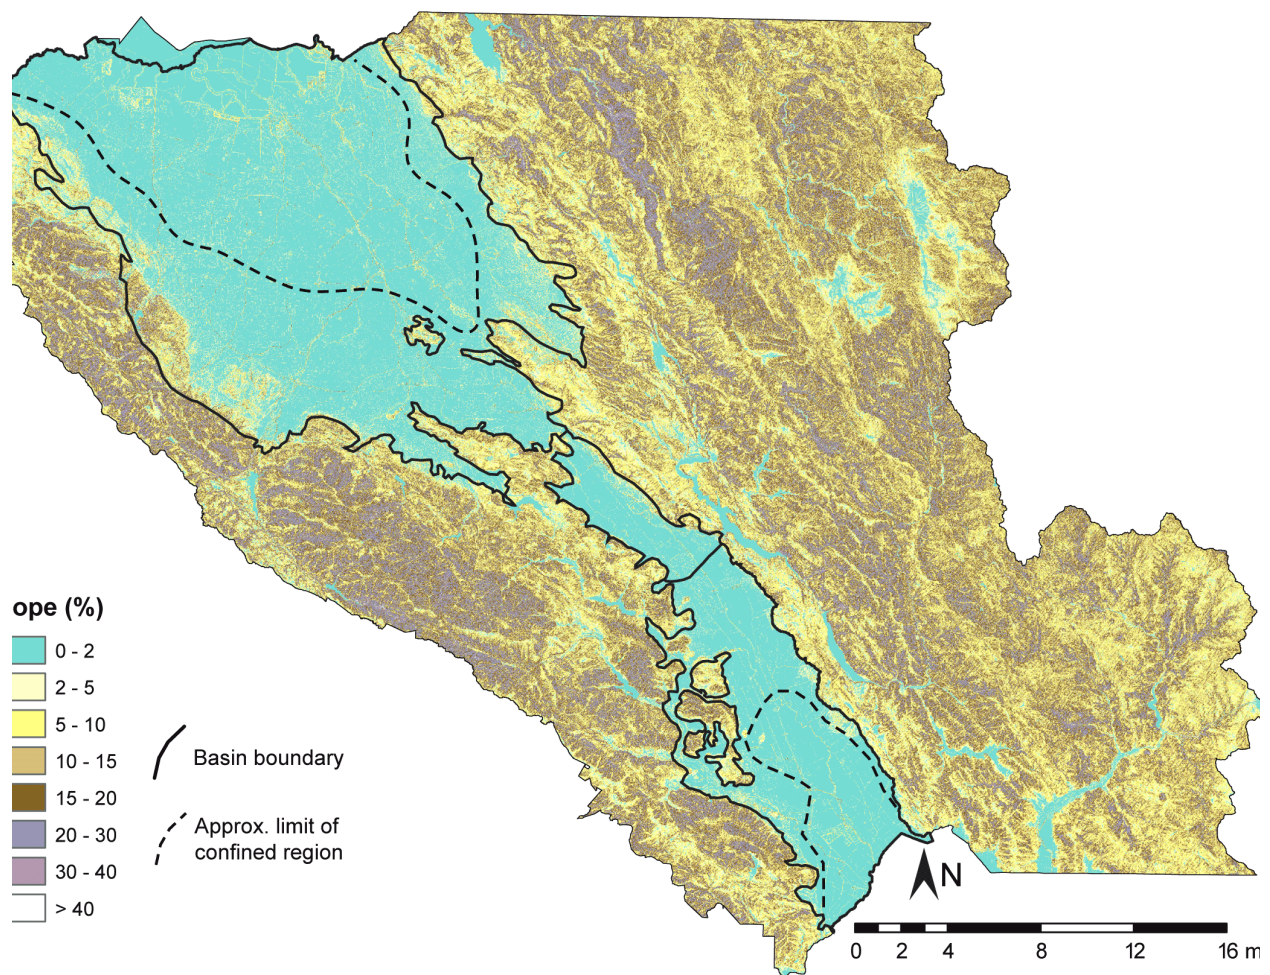 ope (%)
0 - 2
2 - 5
5 - 10
10 - 15
15 - 20
20 - 30
30 - 40
> 40
Basin boundary
Approx. limit of
confined region
N
0 2 4 8 12 16 m